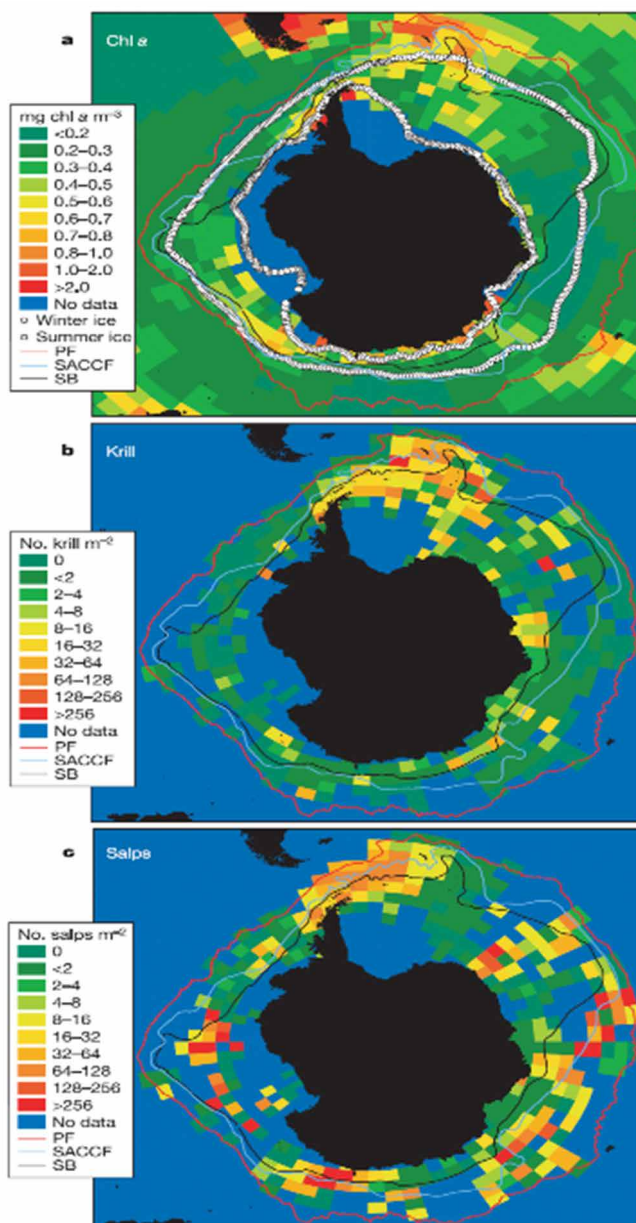 a
Chl a
mg chl a m⁻³
<0.2
0.2–0.3
0.3–0.4
0.4–0.5
0.5–0.6
0.6–0.7
0.7–0.8
0.8–1.0
1.0–2.0
>2.0
No data
Winter ice
Summer ice
PF
SACCF
SB
b
Krill
No. krill m⁻²
0
<2
2–4
4–8
8–16
16–32
32–64
64–128
128–256
>256
No data
PF
SACCF
SB
c
Salps
No. salps m⁻²
0
<2
2–4
4–8
8–16
16–32
32–64
64–128
128–256
>256
No data
PF
SACCF
SB